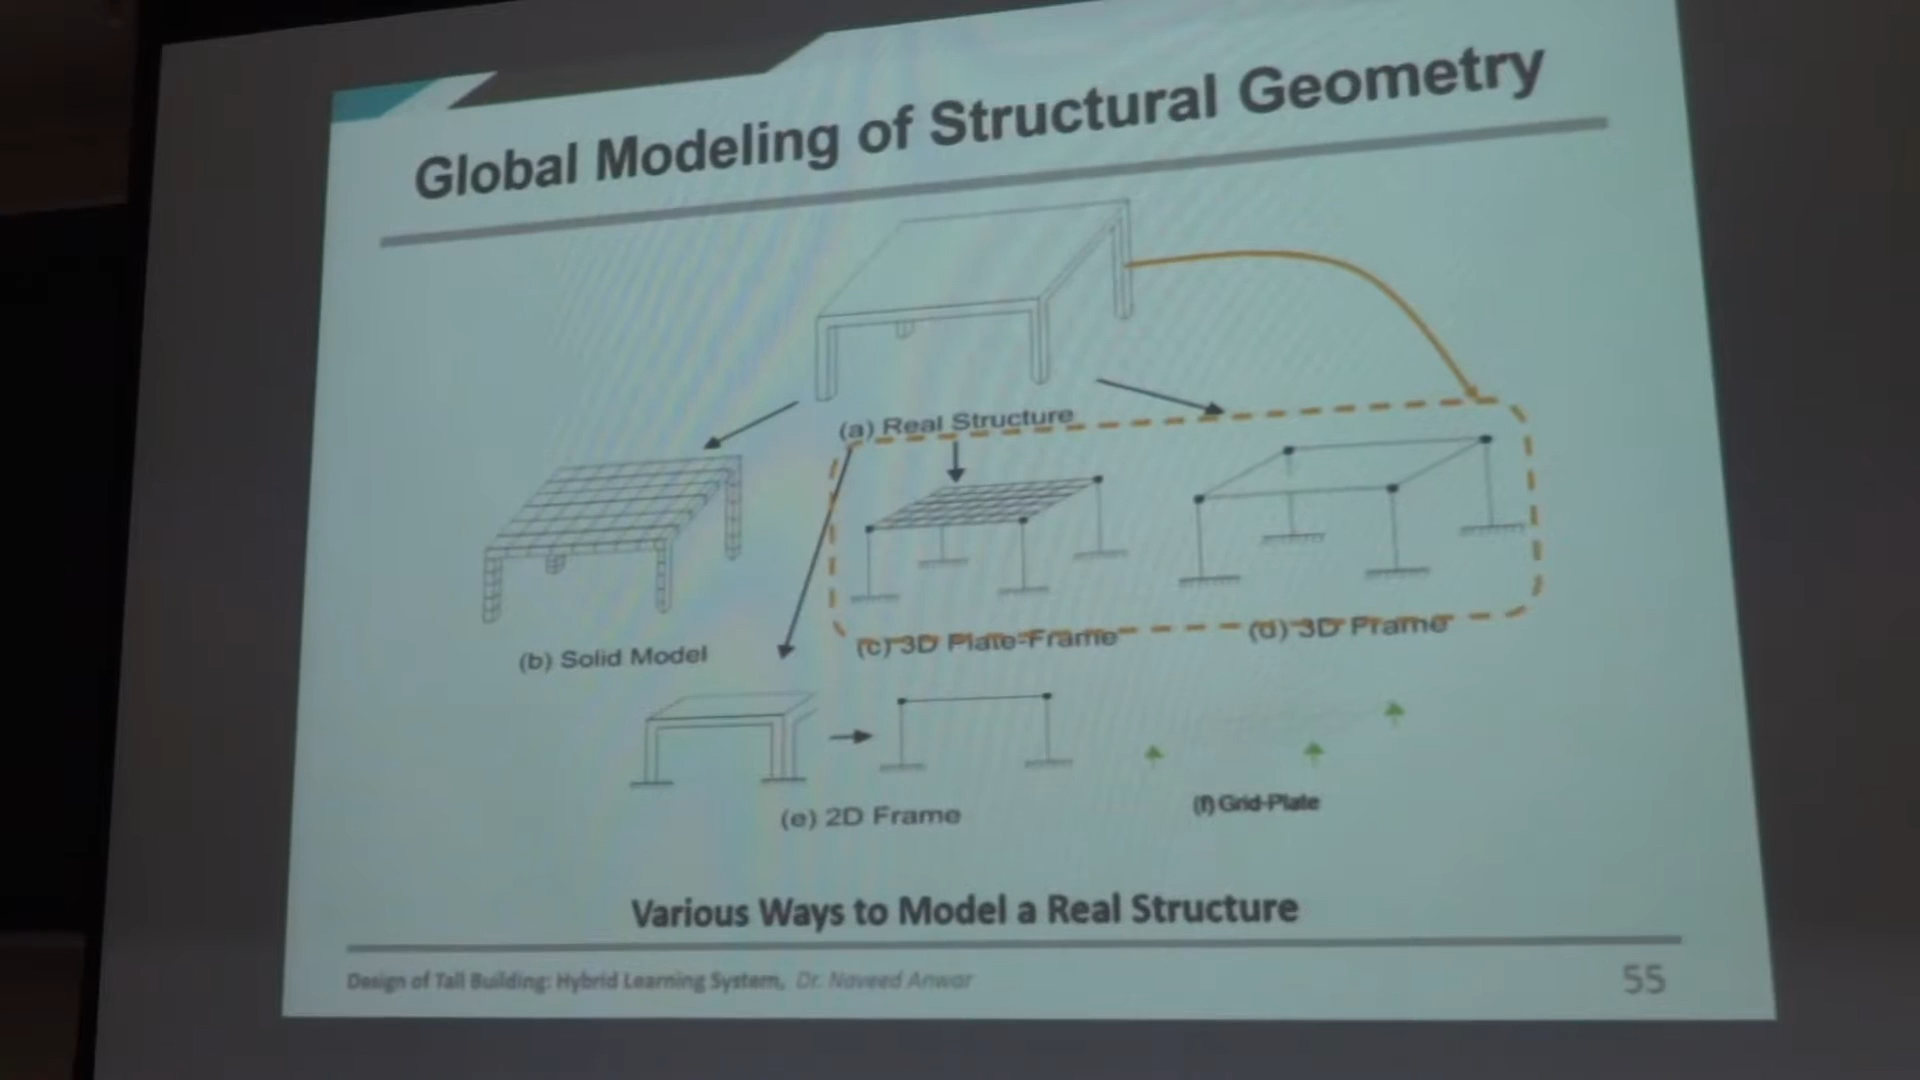 Global Modeling of Structural Geometry
(a) Real Structure
(b) Solid Model
(c) 3D Plate-Frame
(d) 3D Frame
(e) 2D Frame
(f) Grid-Plate
Various Ways to Model a Real Structure
Design of Tall Building: Hybrid Learning System, Dr. Naveed Anwar
55